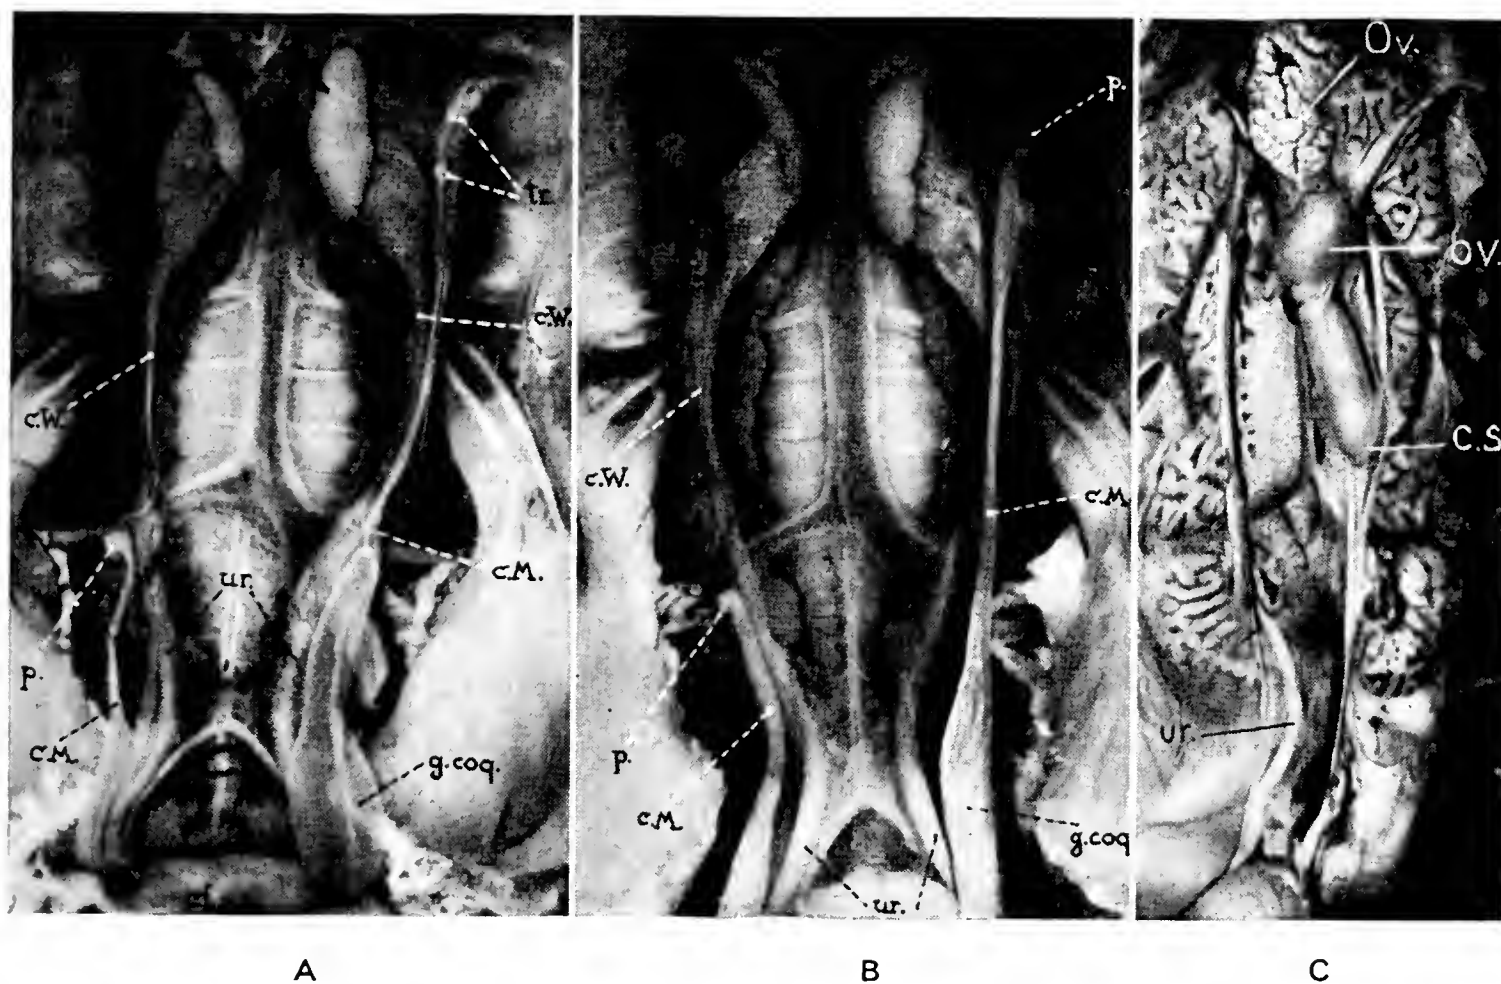 tr.
c.W.
c.W.
c.M.
ur.
p.
c.M.
g.coq.
p.
c.W.
c.M.
p.
c.M.
g.coq
ur.
Ov.
ov.
C.S
ur.
A
B
C